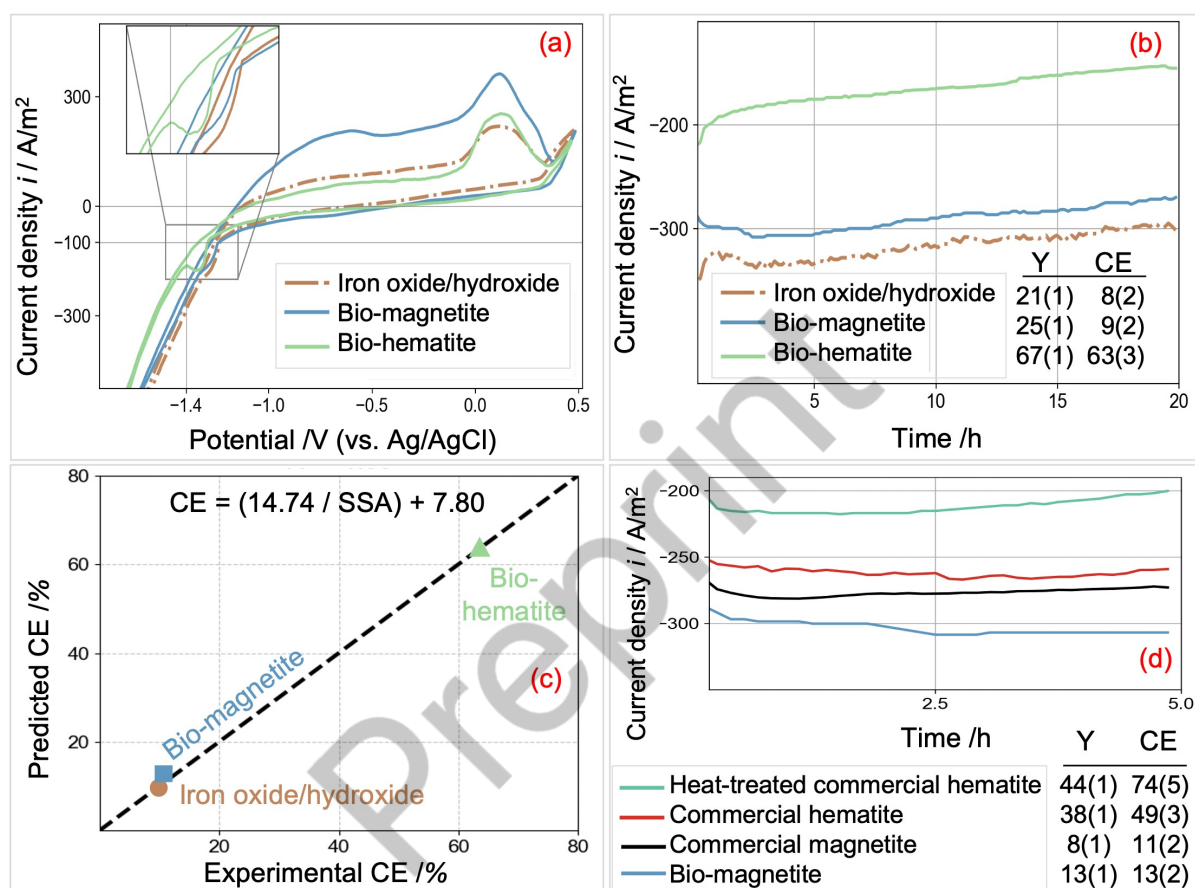 (a)
Current density i / A/m²
300
0
−100
−300
Iron oxide/hydroxide
Bio-magnetite
Bio-hematite
−1.4 −1.0 −0.5 0.0 0.5
Potential /V (vs. Ag/AgCl)
(b)
Current density i / A/m²
−200
−300
Y CE
Iron oxide/hydroxide 21(1) 8(2)
Bio-magnetite 25(1) 9(2)
Bio-hematite 67(1) 63(3)
5 10 15 20
Time /h
80
CE = (14.74 / SSA) + 7.80
60
Bio-
hematite
Predicted CE /%
40
(c)
Bio-magnetite
20
Iron oxide/hydroxide
20 40 60 80
Experimental CE /%
Current density i / A/m²
−200
−250
−300
(d)
2.5 5.0
Time /h
Y CE
Heat-treated commercial hematite 44(1) 74(5)
Commercial hematite 38(1) 49(3)
Commercial magnetite 8(1) 11(2)
Bio-magnetite 13(1) 13(2)
Preprint